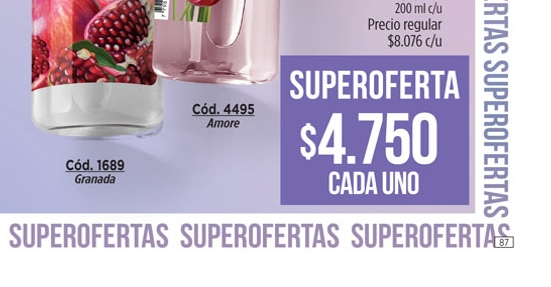 200 ml c/u
Precio regular
$8.076 c/u
SUPEROFERTA
$4.750
CADA UNO
Cód. 4495
Amore
Cód. 1689
Granada
SUPEROFERTAS SUPEROFERTAS SUPEROFERTAS
ERTAS SUPEROFERTAS
87